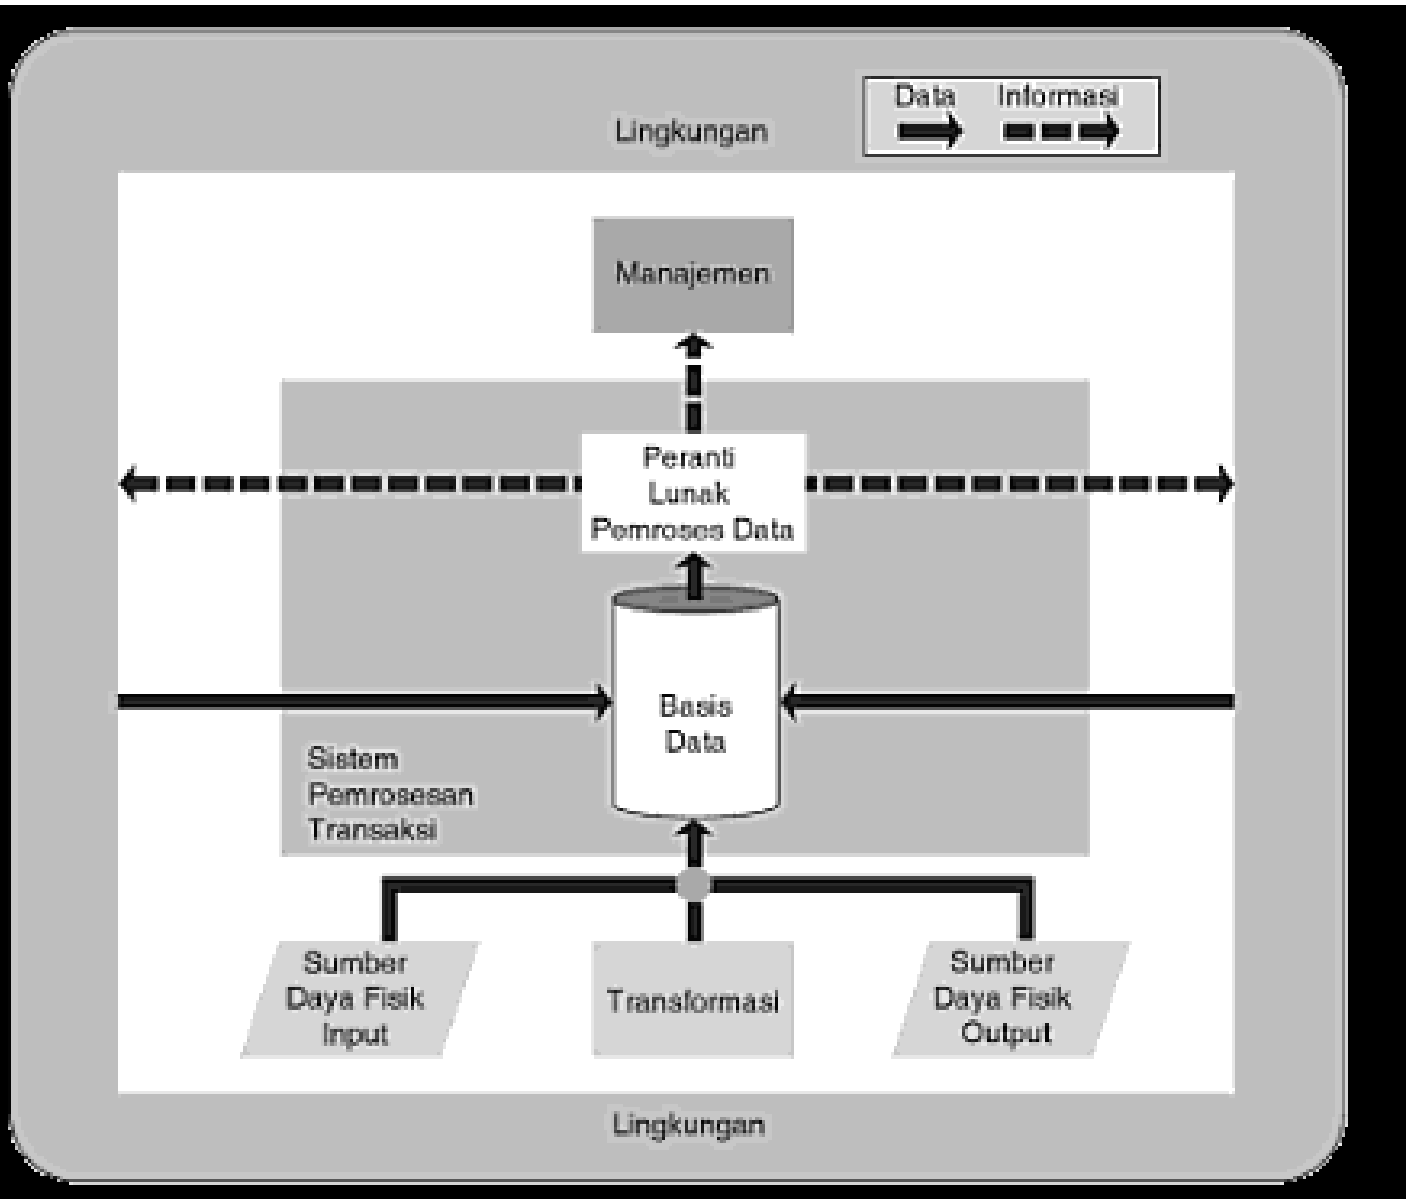 Data Informasi
Lingkungan
Manajemen
Peranti
Lunak
Pemroses Data
Basis
Data
Sistem
Pemrosesan
Transaksi
Sumber
Daya Fisik
Input
Transformasi
Sumber
Daya Fisik
Output
Lingkungan